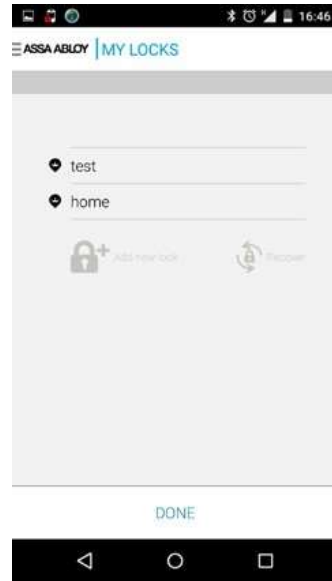 16:46
ASSA ABLOY MY LOCKS
test
home
Add new lock Recover
DONE